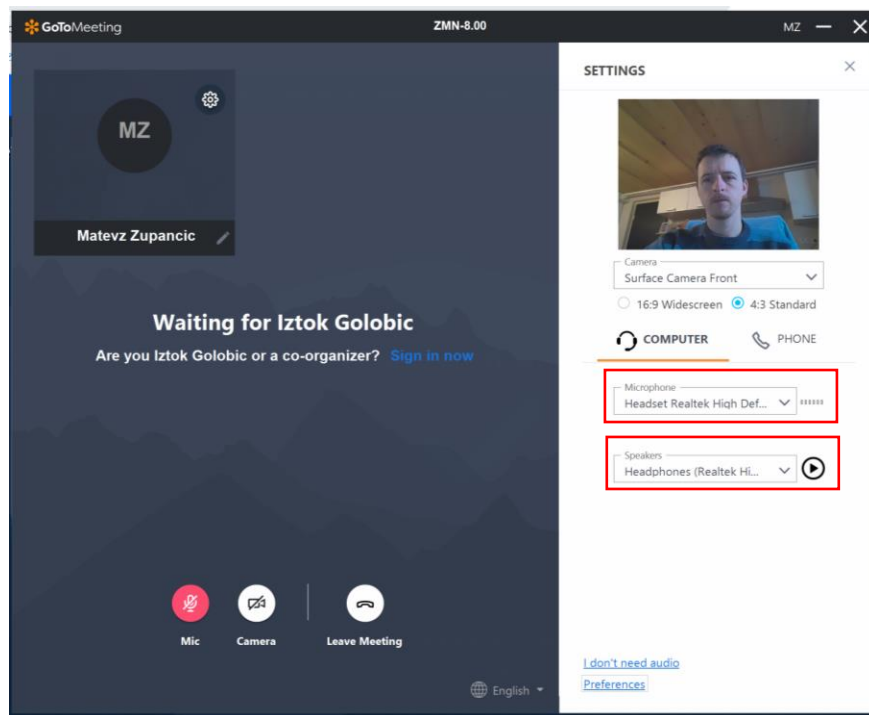 GoToMeeting
ZMN-8.00
MZ
MZ
Matevz Zupancic
Waiting for Iztok Golobic
Are you Iztok Golobic or a co-organizer? Sign in now
Mic
Camera
Leave Meeting
English
SETTINGS
Camera
Surface Camera Front
16:9 Widescreen
4:3 Standard
COMPUTER
PHONE
Microphone
Headset Realtek High Def...
Speakers
Headphones (Realtek Hi...
I don't need audio
Preferences